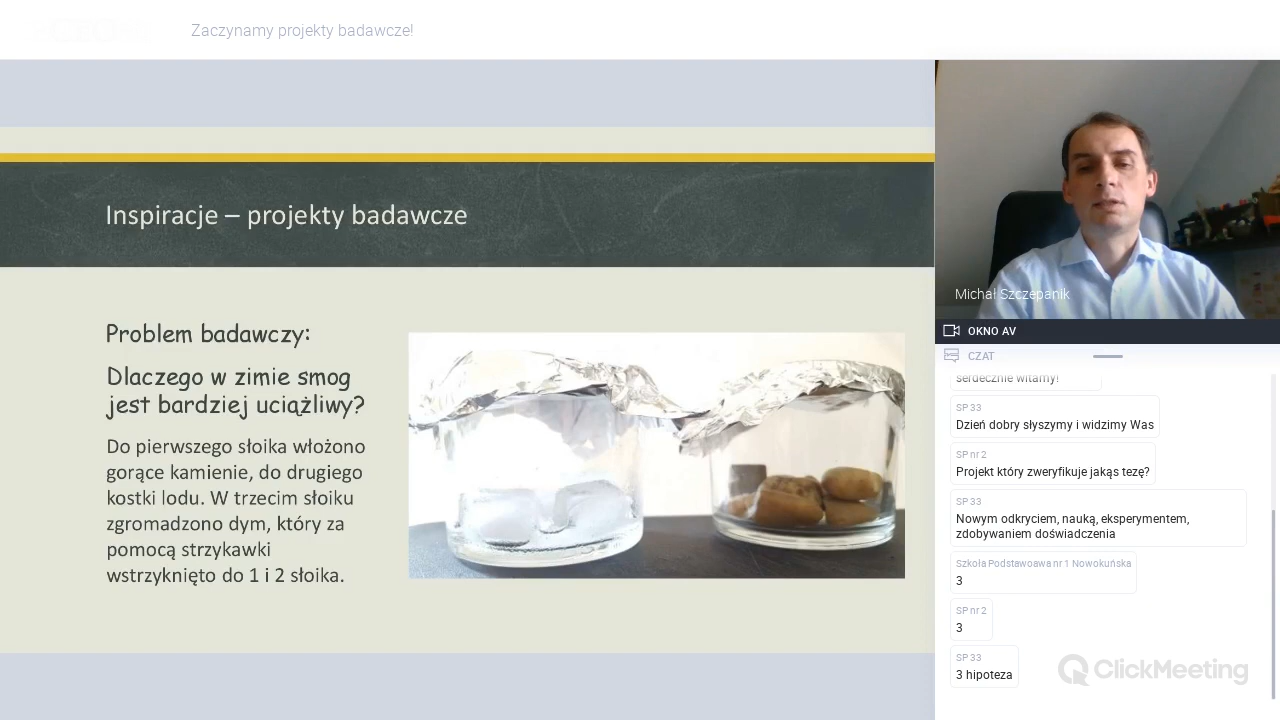 Zaczynamy projekty badawcze!
Inspiracje – projekty badawcze
Problem badawczy:
Dlaczego w zimie smog
jest bardziej uciążliwy?
Do pierwszego słoika włożono
gorące kamienie, do drugiego
kostki lodu. W trzecim słoiku
zgromadzono dym, który za
pomocą strzykawki
wstrzyknięto do 1 i 2 słoika.
Michał Szczepanik
OKNO AV
CZAT
serdecznie witamy!
SP 33
Dzień dobry słyszymy i widzimy Was
SP nr 2
Projekt który zweryfikuje jakąs tezę?
SP 33
Nowym odkryciem, nauką, eksperymentem,
zdobywaniem doświadczenia
Szkoła Podstawoawa nr 1 Nowokuńska
3
SP nr 2
3
SP 33
3 hipoteza
ClickMeeting